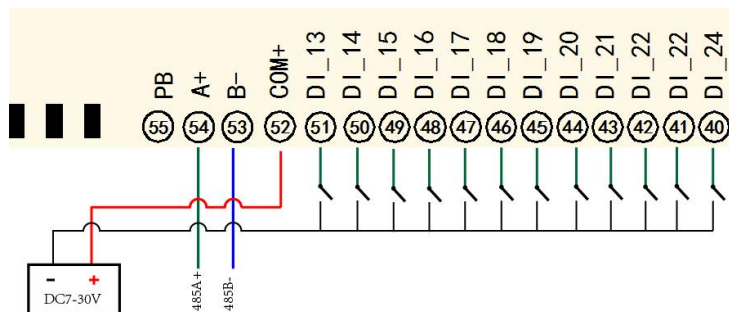 PB
A+
B-
COM+
DI_13
DI_14
DI_15
DI_16
DI_17
DI_18
DI_19
DI_20
DI_21
DI_22
DI_22
DI_24
55
54
53
52
51
50
49
48
47
46
45
44
43
42
41
40
- +
DC7-30V
485A+
485B-